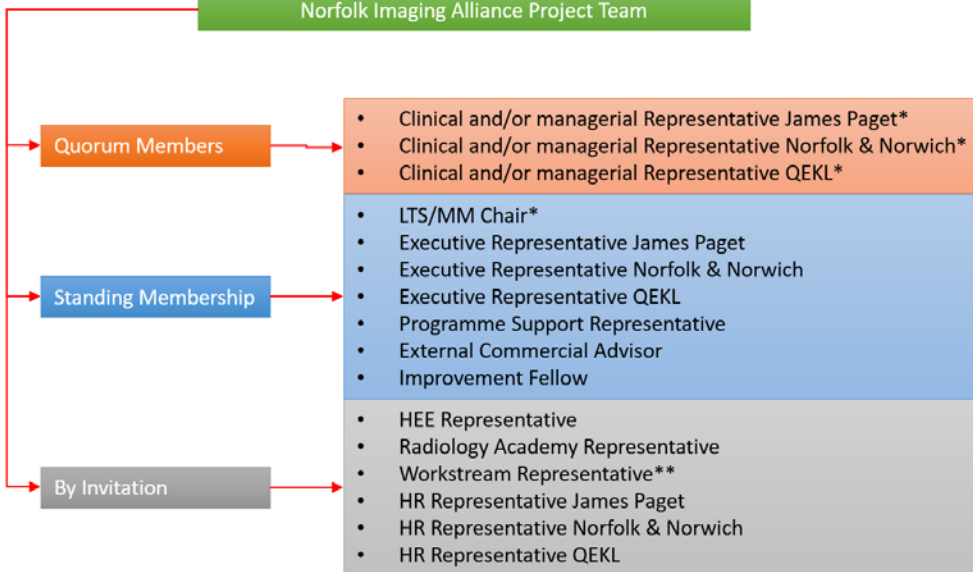 Norfolk Imaging Alliance Project Team
Quorum Members
• Clinical and/or managerial Representative James Paget*
• Clinical and/or managerial Representative Norfolk & Norwich*
• Clinical and/or managerial Representative QEKL*
Standing Membership
• LTS/MM Chair*
• Executive Representative James Paget
• Executive Representative Norfolk & Norwich
• Executive Representative QEKL
• Programme Support Representative
• External Commercial Advisor
• Improvement Fellow
By Invitation
• HEE Representative
• Radiology Academy Representative
• Workstream Representative**
• HR Representative James Paget
• HR Representative Norfolk & Norwich
• HR Representative QEKL